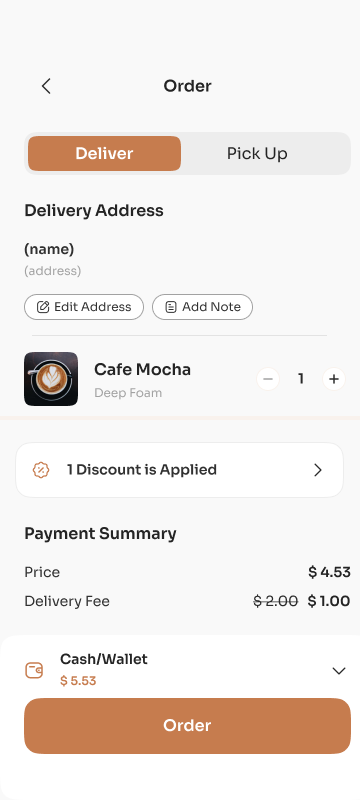 Order
Deliver
Pick Up
Delivery Address
(name)
(address)
Edit Address
Add Note
Cafe Mocha
Deep Foam
1
1 Discount is Applied
Payment Summary
Price
$ 4.53
Delivery Fee
$ 2.00 $ 1.00
Cash/Wallet
$ 5.53
Order